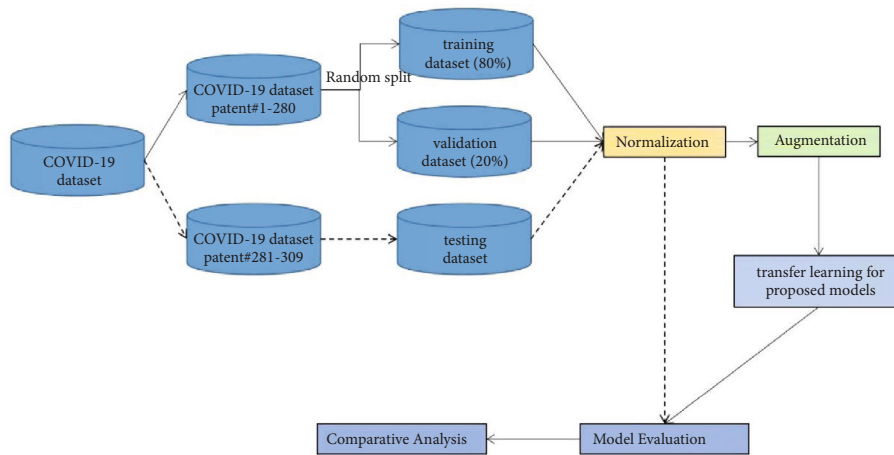 training
dataset (80%)
COVID-19 dataset
patent#1-280
Random split
COVID-19
dataset
validation
dataset (20%)
Normalization
Augmentation
COVID-19 dataset
patent#281-309
testing
dataset
transfer learning for
proposed models
Comparative Analysis
Model Evaluation